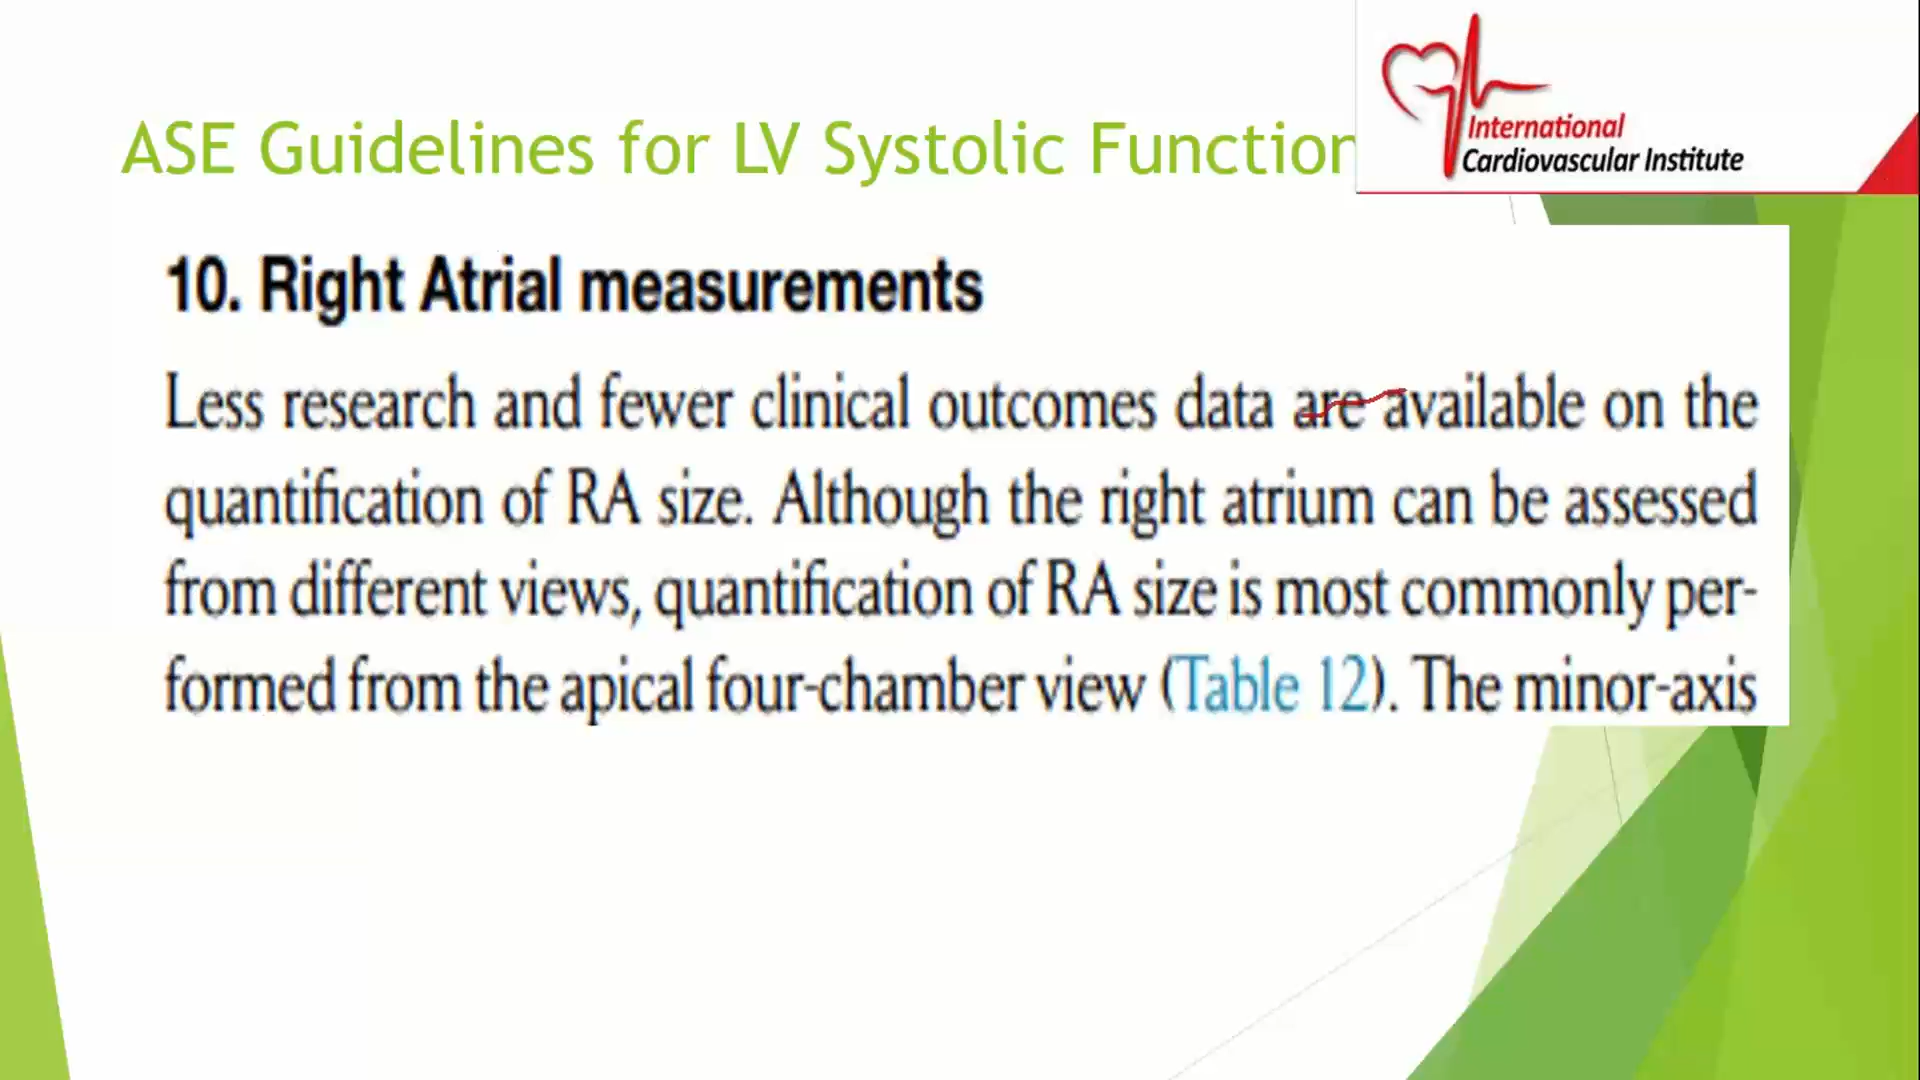 ASE Guidelines for LV Systolic Function
International
Cardiovascular Institute
10. Right Atrial measurements
Less research and fewer clinical outcomes data are available on the
quantification of RA size. Although the right atrium can be assessed
from different views, quantification of RA size is most commonly per-
formed from the apical four-chamber view (Table 12). The minor-axis